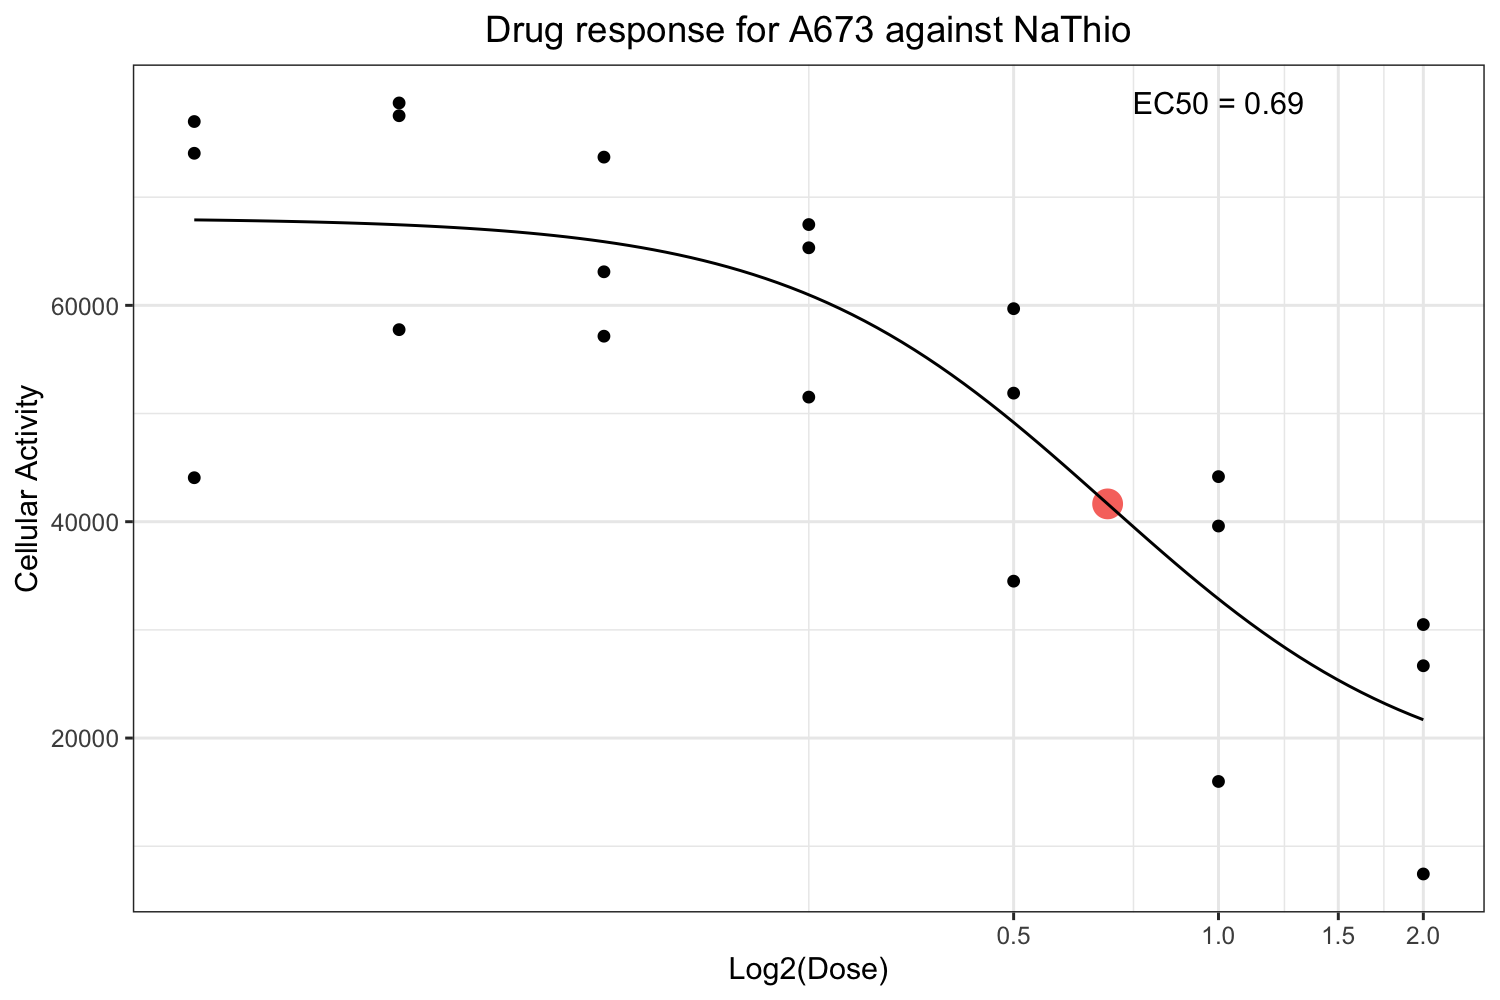 Drug response for A673 against NaThio
EC50 = 0.69
60000
40000
20000
Cellular Activity
0.5 1.0 1.5 2.0
Log2(Dose)